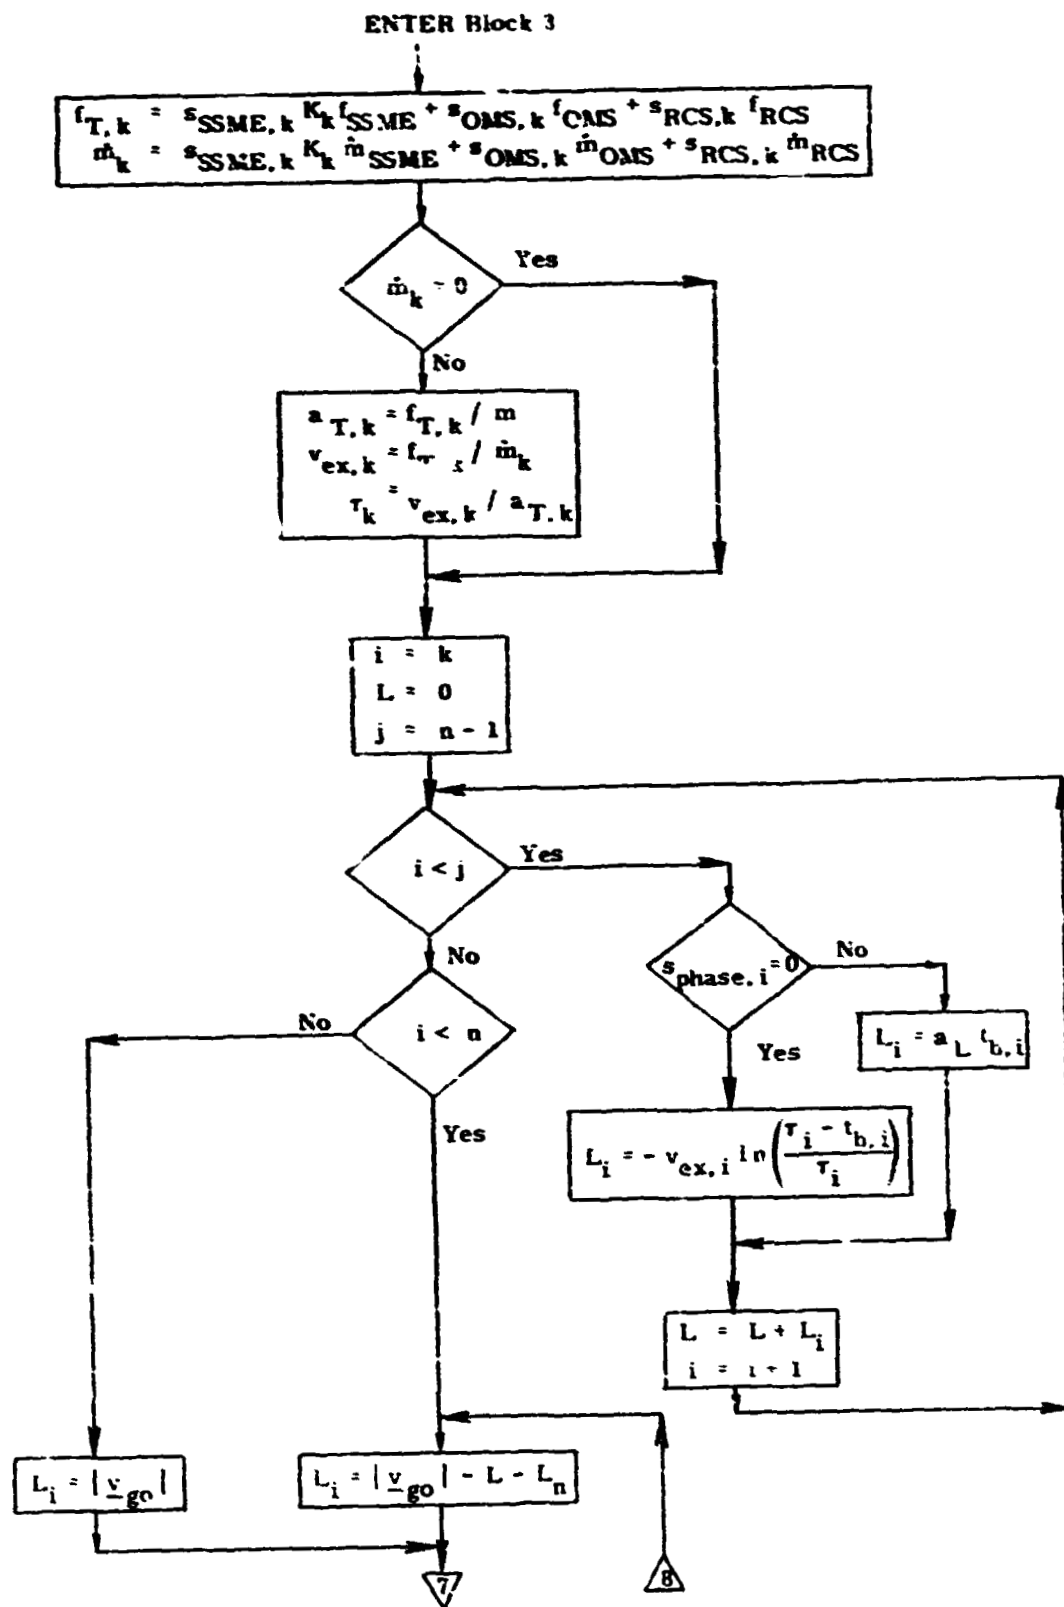 ENTER Block 3
f_T,k = s_SSME,k K_k f_SSME + s_OMS,k f_OMS + s_RCS,k f_RCS
ṁ_k = s_SSME,k K_k ṁ_SSME + s_OMS,k ṁ_OMS + s_RCS,k ṁ_RCS
ṁ_k = 0
Yes
No
a_T,k = f_T,k / m
v_ex,k = f_T / ṁ_k
τ_k = v_ex,k / a_T,k
i = k
L = 0
j = n - 1
i < j
Yes
No
s_phase,i = 0
No
Yes
i < n
No
Yes
L_i = a_L t_b,i
L_i = - v_ex,i ln((τ_i - t_b,i) / τ_i)
L = L + L_i
i = i + 1
L_i = |v_go|
L_i = |v_go| - L - L_n
7
8